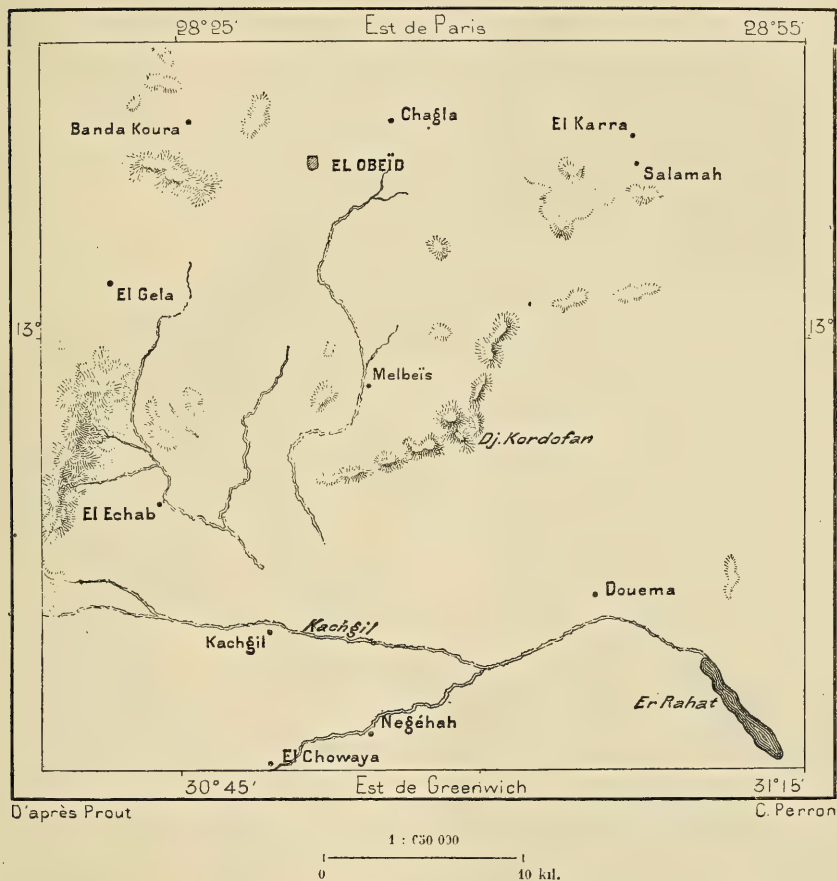 28°25'
Est de Paris
28°55'
Banda Koura
Chagla
El Karra
EL OBEÏD
Salamah
El Gela
13°
13°
Melbeïs
Dj. Kordofan
El Echab
Douema
Kachgil
Kachgil
Er Rahat
Negéhah
El Chowaya
30°45'
Est de Greenwich
31°15'
D'après Prout
C. Perron
1 : 650 000
0
10 kil.